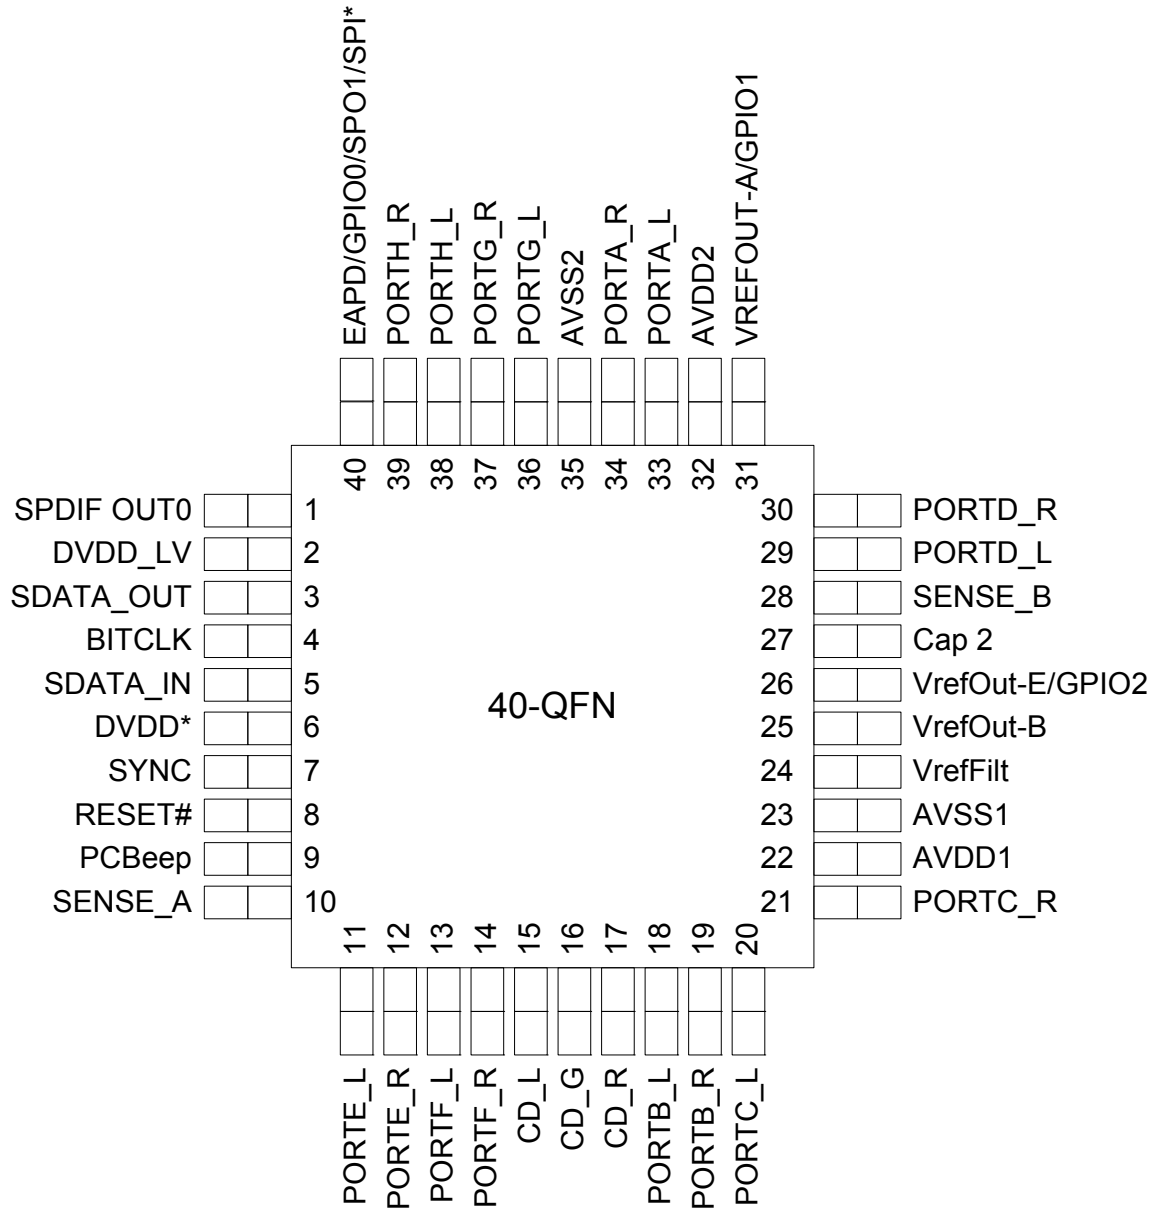 EAPD/GPIO0/SPO1/SPI*
PORTH_R
PORTH_L
PORTG_R
PORTG_L
AVSS2
PORTA_R
PORTA_L
AVDD2
VREFOUT-A/GPIO1
40
39
38
37
36
35
34
33
32
31
SPDIF OUT0 1
DVDD_LV 2
SDATA_OUT 3
BITCLK 4
SDATA_IN 5
DVDD* 6
SYNC 7
RESET# 8
PCBeep 9
SENSE_A 10
40-QFN
30 PORTD_R
29 PORTD_L
28 SENSE_B
27 Cap 2
26 VrefOut-E/GPIO2
25 VrefOut-B
24 VrefFilt
23 AVSS1
22 AVDD1
21 PORTC_R
11
12
13
14
15
16
17
18
19
20
PORTE_L
PORTE_R
PORTF_L
PORTF_R
CD_L
CD_G
CD_R
PORTB_L
PORTB_R
PORTC_L